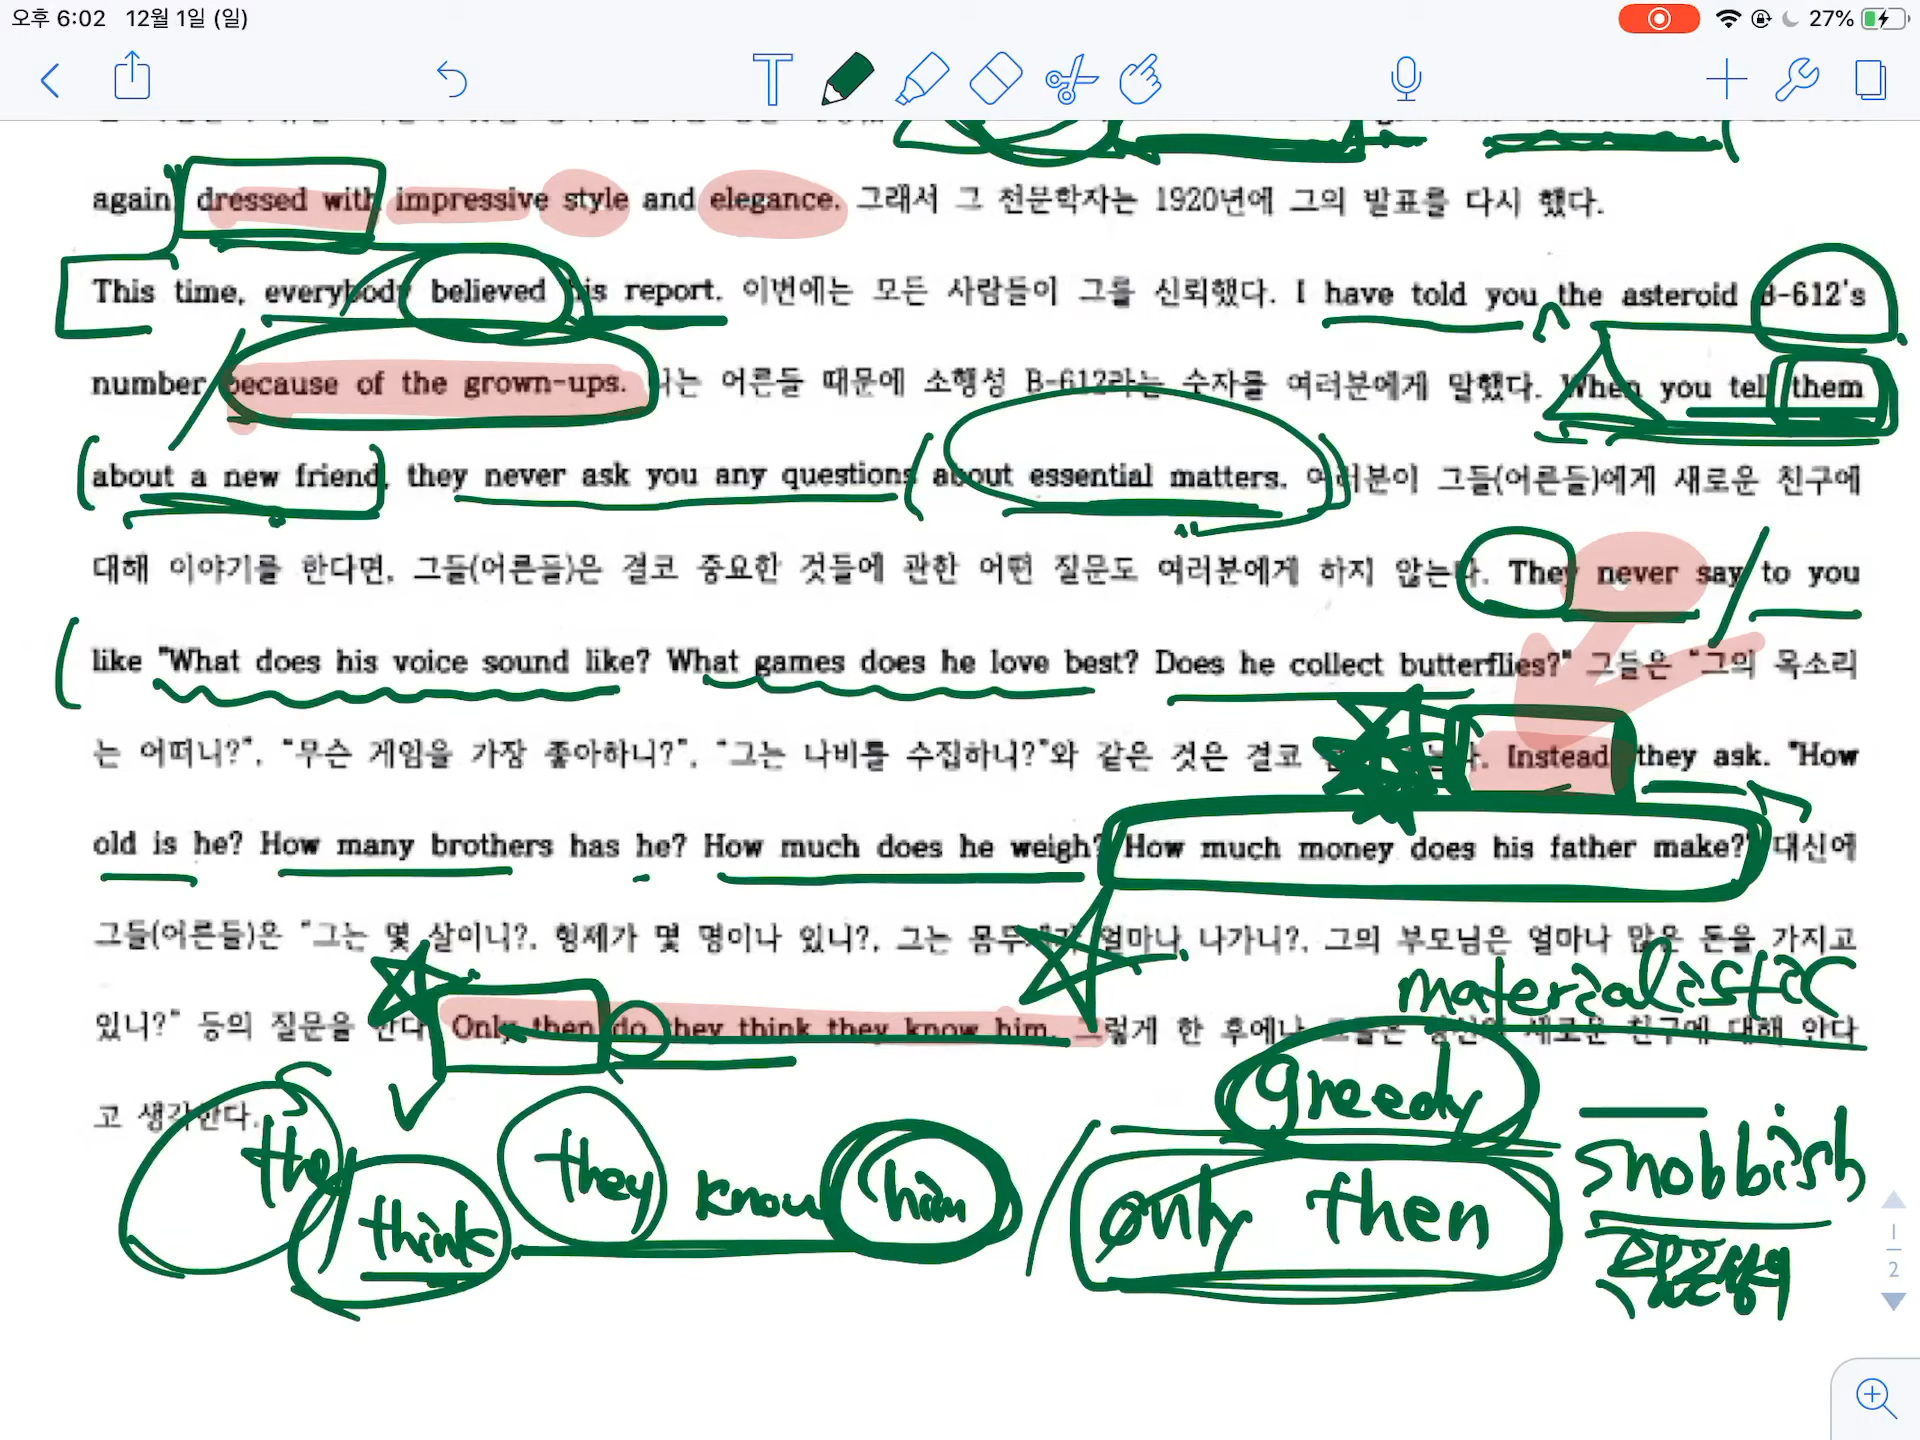 오후 6:02 12월 1일 (일) 27%
again, dressed with impressive style and elegance. 그래서 그 천문학자는 1920년에 그의 발표를 다시 했다.
This time, everybody believed his report. 이번에는 모든 사람들이 그를 신뢰했다. I have told you the asteroid B-612's
number because of the grown-ups. 나는 어른들 때문에 소행성 B-612라는 숫자를 여러분에게 말했다. When you tell them
about a new friend, they never ask you any questions about essential matters. 여러분이 그들(어른들)에게 새로운 친구에
대해 이야기를 한다면, 그들(어른들)은 결코 중요한 것들에 관한 어떤 질문도 여러분에게 하지 않는다. They never say to you
like "What does his voice sound like? What games does he love best? Does he collect butterflies?" 그들은 "그의 목소리
는 어떠니?", "무슨 게임을 가장 좋아하니?", "그는 나비를 수집하니?"와 같은 것은 결코 Instead they ask. "How
old is he? How many brothers has he? How much does he weigh? How much money does his father make?" 대신에
그들(어른들)은 "그는 몇 살이니?, 형제가 몇 명이나 있니?, 그는 몸무게가 얼마나 나가니?, 그의 부모님은 얼마나 많은 돈을 가지고
materialistic
있니?" 등의 질문을 한다. Only then do they think they know him. 그렇게 한 후에나 그들은 당신의 새로운 친구에 대해 안다
고 생각한다.
greedy
they think they know him / only then
snobbish
1
2